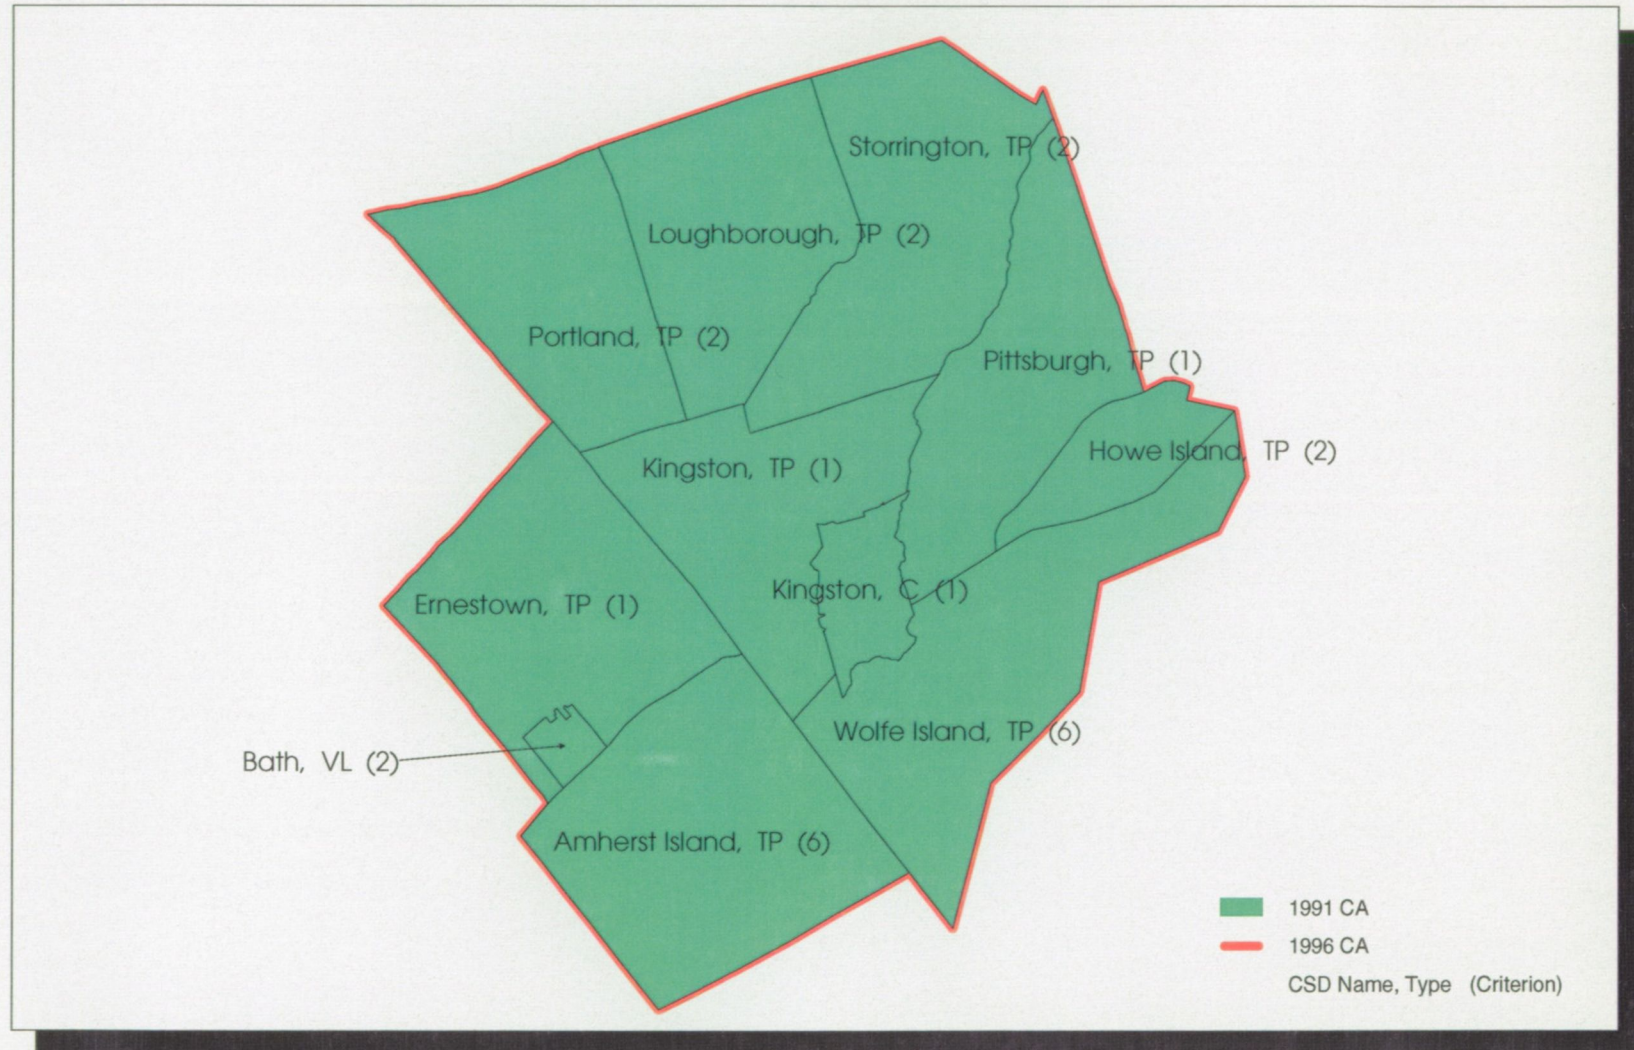 Storrington, TP (2)
Loughborough, TP (2)
Portland, TP (2)
Pittsburgh, TP (1)
Howe Island, TP (2)
Kingston, TP (1)
Kingston, C (1)
Ernestown, TP (1)
Wolfe Island, TP (6)
Bath, VL (2)
Amherst Island, TP (6)
1991 CA
1996 CA
CSD Name, Type (Criterion)